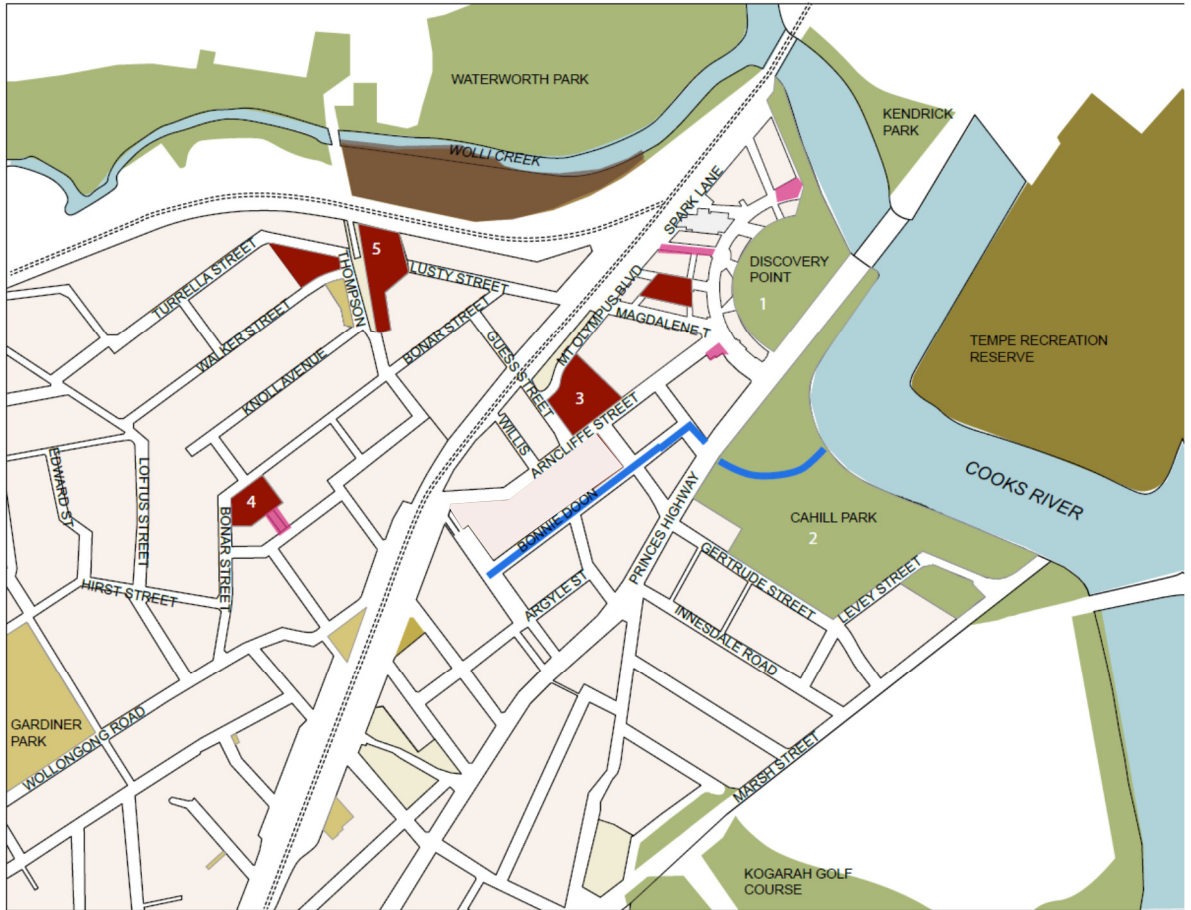 WATERWORTH PARK
KENDRICK
PARK
WOLLI CREEK
SPARK LANE
5
TURRELLA STREET
THOMPSON
LUSTY STREET
DISCOVERY
POINT
1
MT OLYMPUS BLVD
MAGDALENE T
WALKER STREET
BONAR STREET
GUESS STREET
KNOLL AVENUE
TEMPE RECREATION
RESERVE
3
WILLIS
ARNCLIFFE STREET
EDWARD ST
LOFTUS STREET
4
BONAR STREET
BONNIE DOON
PRINCES HIGHWAY
COOKS RIVER
CAHILL PARK
2
HIRST STREET
ARGYLE ST
GERTRUDE STREET
LEVEY STREET
INNESDALE ROAD
GARDINER
PARK
WOLLONGONG ROAD
MARSH STREET
KOGARAH GOLF
COURSE